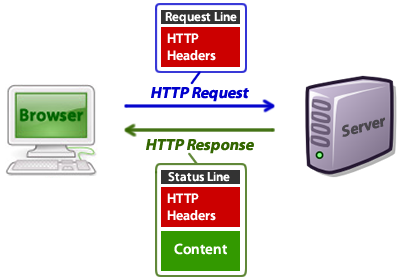 Request Line
HTTP
Headers
HTTP Request
Browser
Server
HTTP Response
Status Line
HTTP
Headers
Content